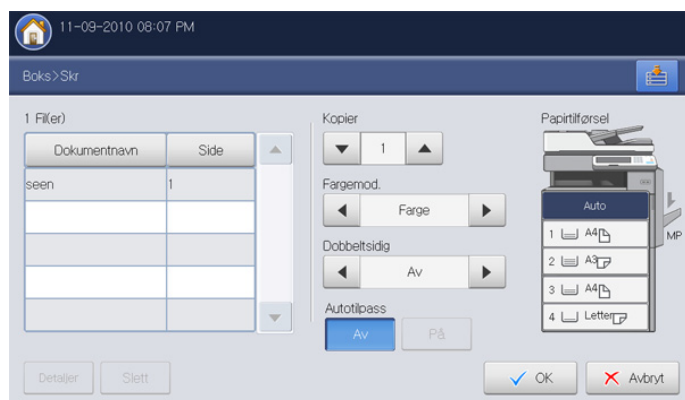 11-09-2010 08:07 PM
Boks>Skr
1 Fil(er)
Dokumentnavn Side
seen 1
Kopier
1
Fargemod.
Farge
Dobbeltsidig
Av
Autotilpass
Av På
Papirtilførsel
Auto
1 A4
2 A3
3 A4
4 Letter
MP
Detaljer Slett
OK Avbryt